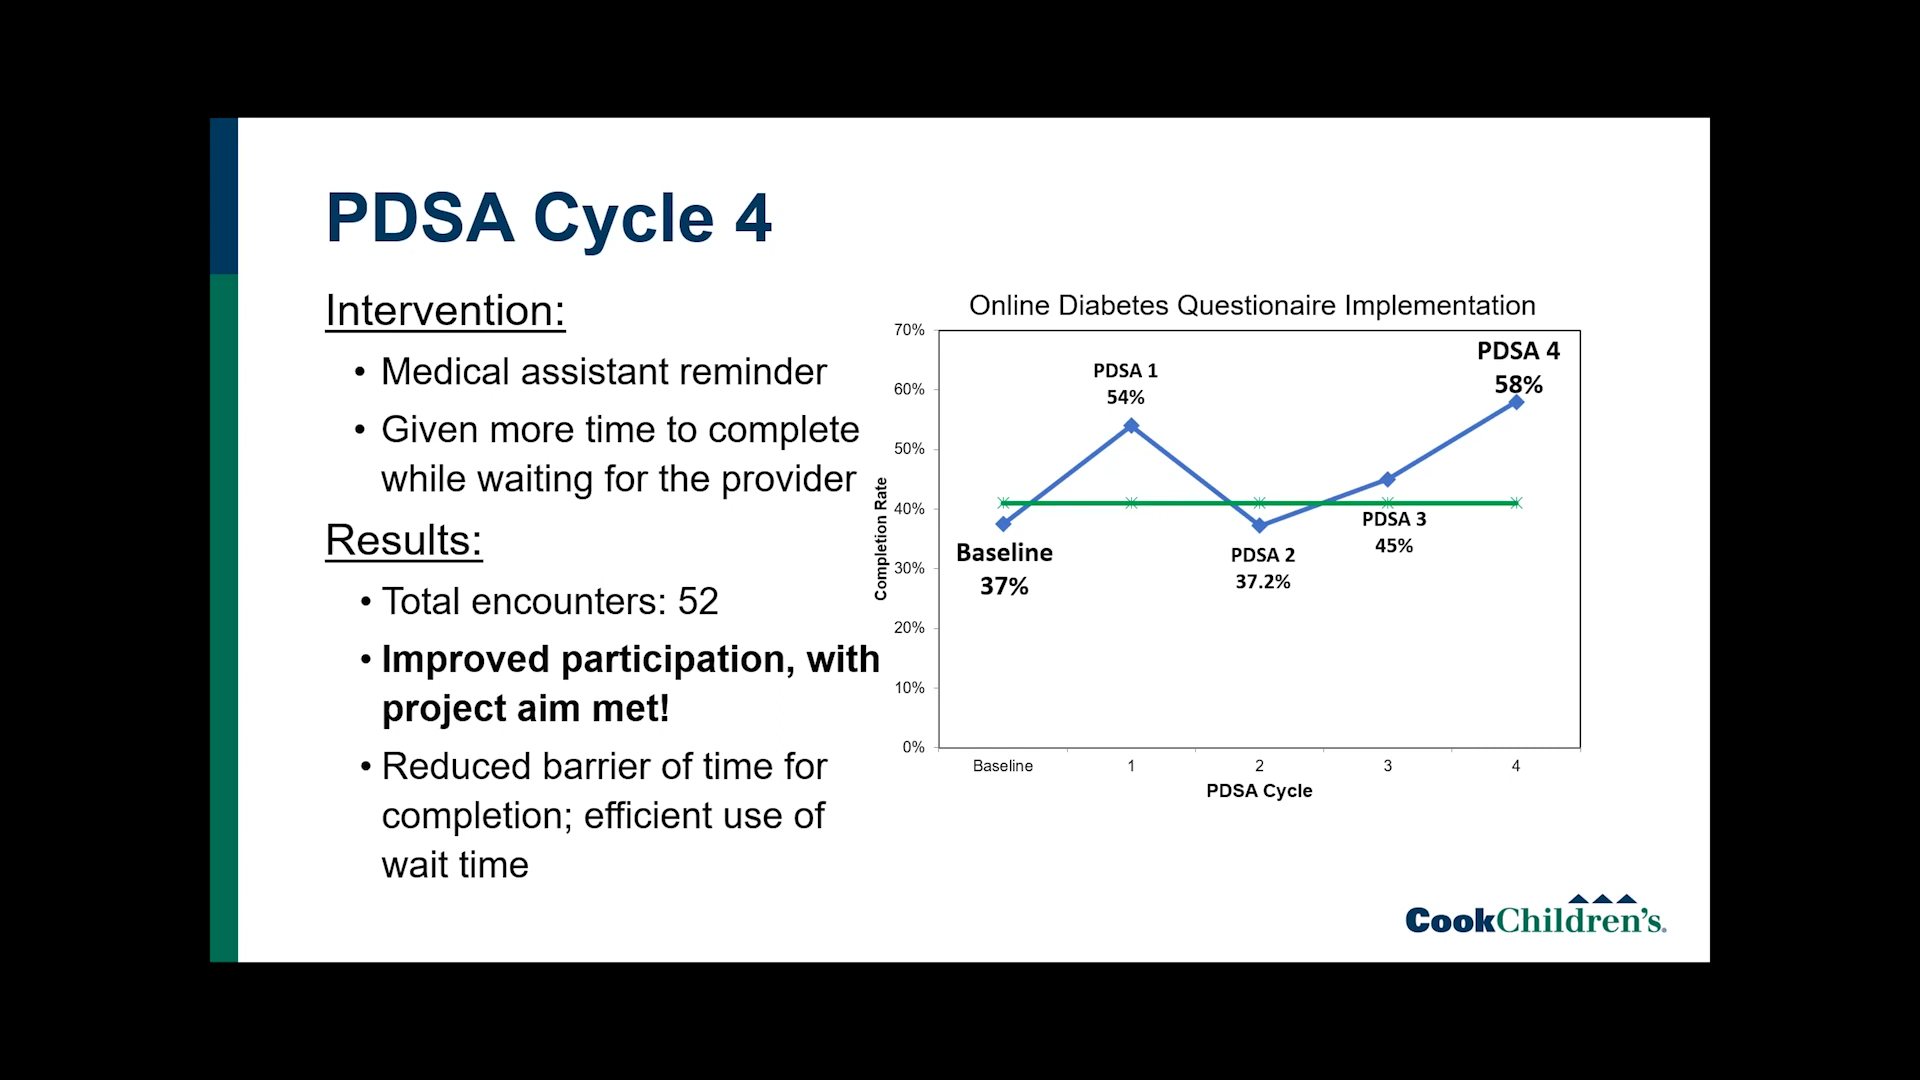 PDSA Cycle 4
Intervention:
• Medical assistant reminder
• Given more time to complete
while waiting for the provider
Results:
• Total encounters: 52
• Improved participation, with
project aim met!
• Reduced barrier of time for
completion; efficient use of
wait time
Online Diabetes Questionaire Implementation
Completion Rate
70%
60%
50%
40%
30%
20%
10%
0%
Baseline
37%
PDSA 1
54%
PDSA 2
37.2%
PDSA 3
45%
PDSA 4
58%
Baseline 1 2 3 4
PDSA Cycle
CookChildren's.